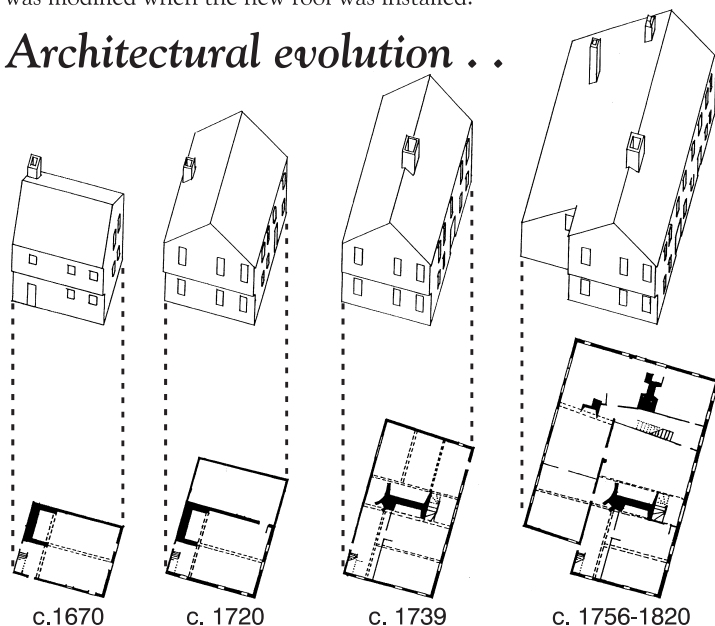 was modified when the new roof was installed.
Architectural evolution . .
c.1670
c. 1720
c. 1739
c. 1756-1820